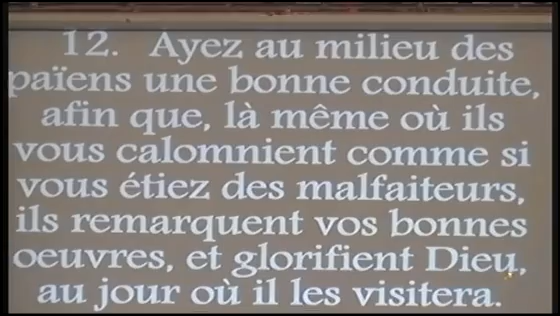 12. Ayez au milieu des
païens une bonne conduite,
afin que, là même où ils
vous calomnient comme si
vous étiez des malfaiteurs,
ils remarquent vos bonnes
oeuvres, et glorifient Dieu,
au jour où il les visitera.